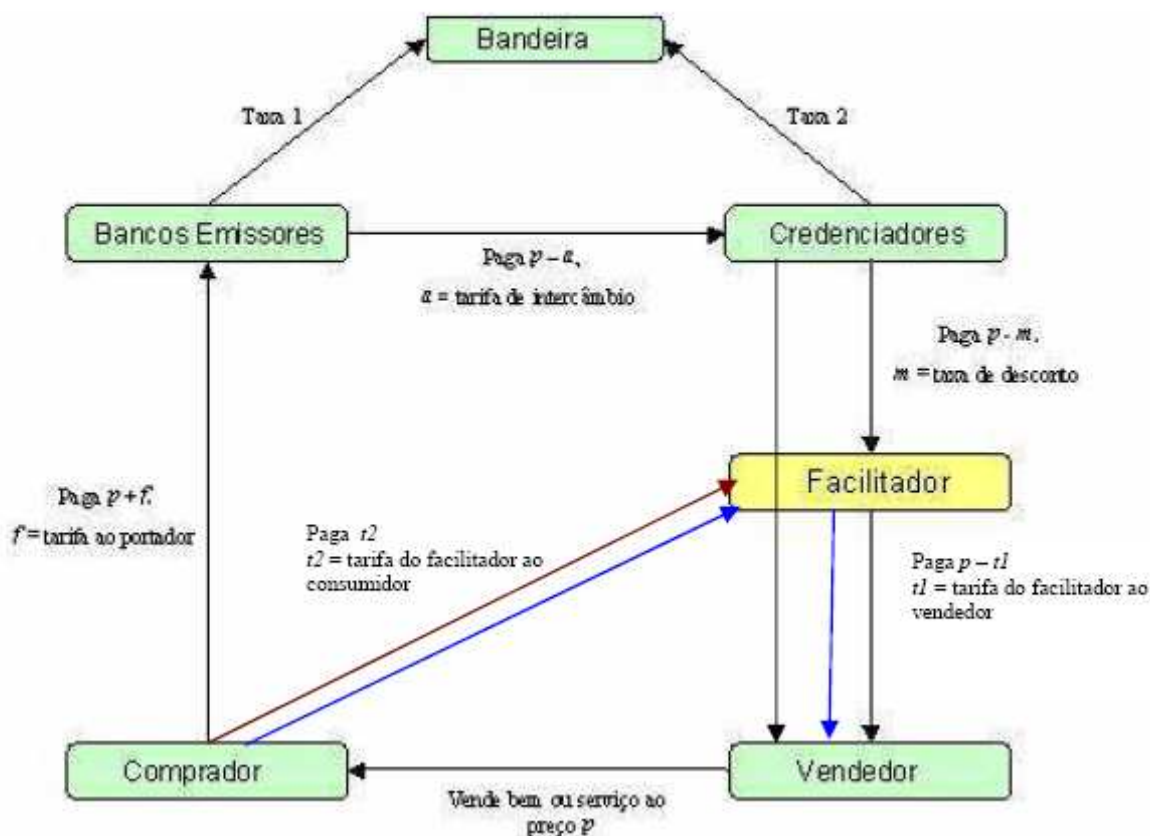 Bandeira
Taxa 1
Taxa 2
Bancos Emissores
Credenciadores
Paga p – a,
a = tarifa de intercâmbio
Paga p - m,
m = taxa de desconto
Facilitador
Paga p + f,
f = tarifa ao portador
Paga t2
t2 = tarifa do facilitador ao
consumidor
Paga p – t1
t1 = tarifa do facilitador ao
vendedor
Comprador
Vendedor
Vende bem ou serviço ao
preço p